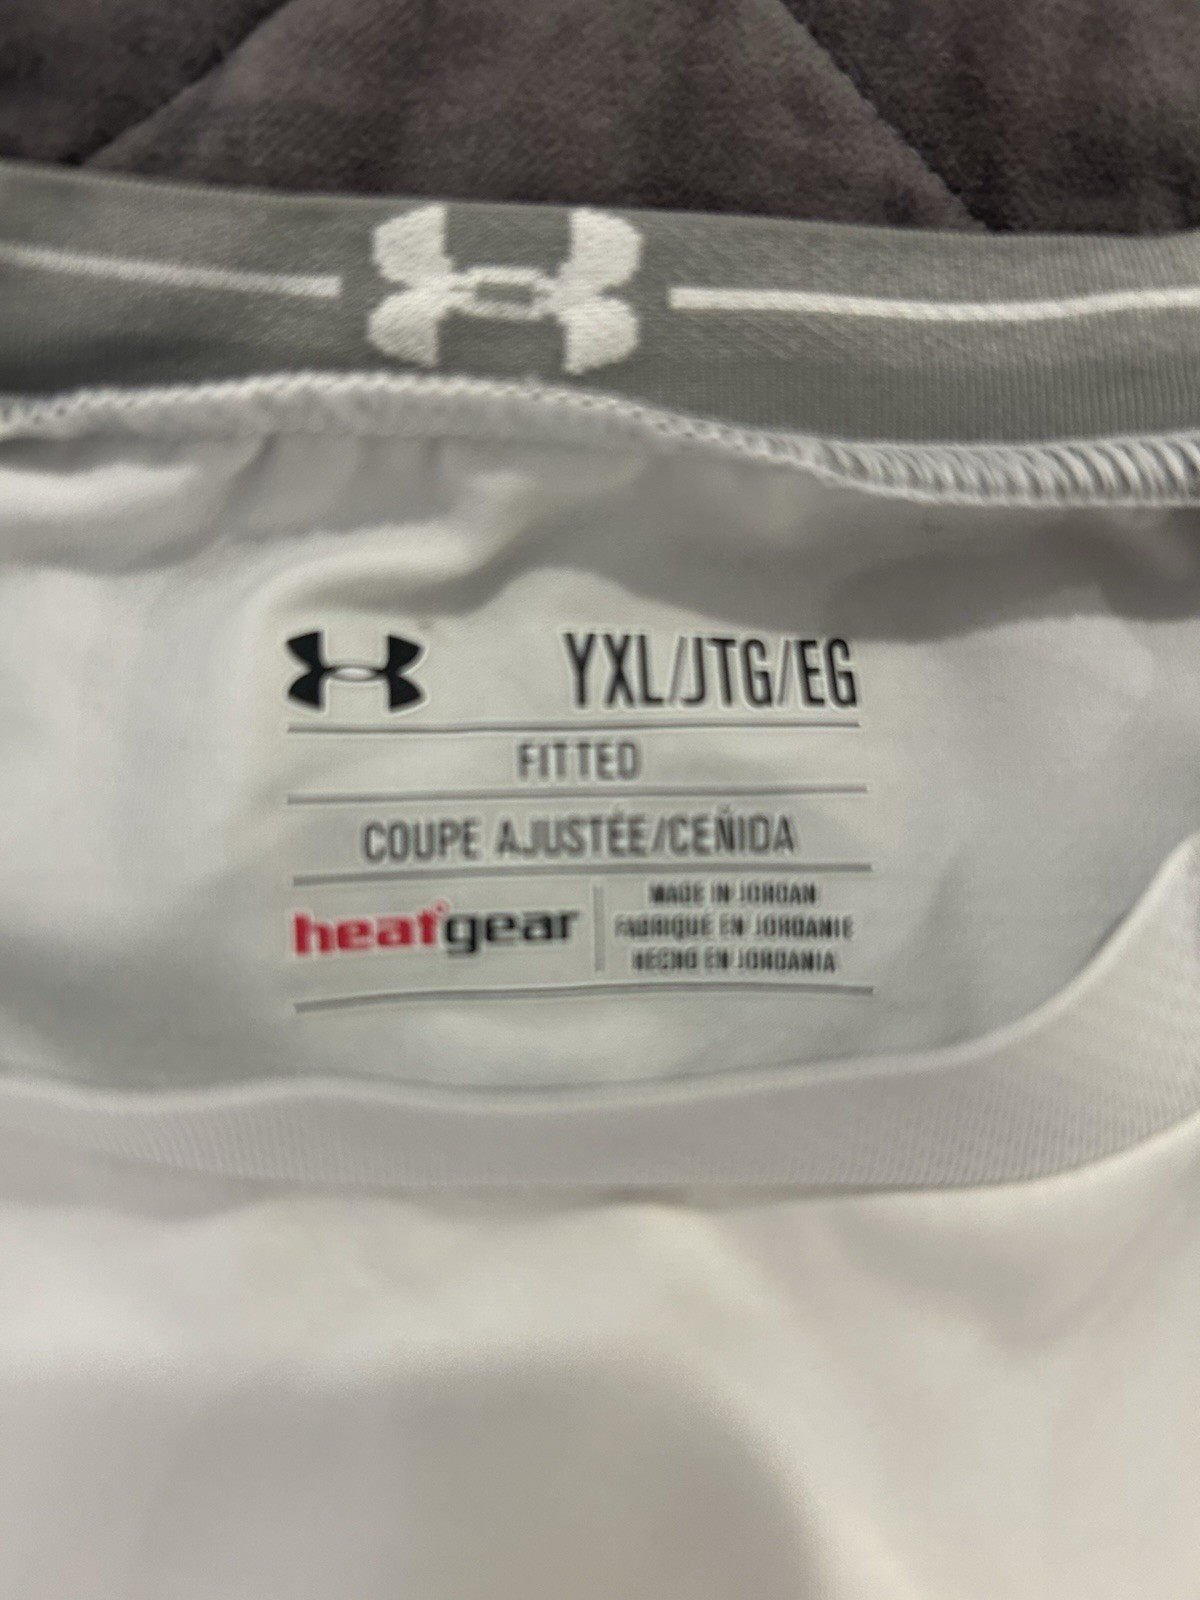 YXL/JTG/EG
FITTED
COUPE AJUSTÉE/CEÑIDA
heatgear
MADE IN JORDAN
FABRIQUÉ EN JORDANIE
HECHO EN JORDANIA